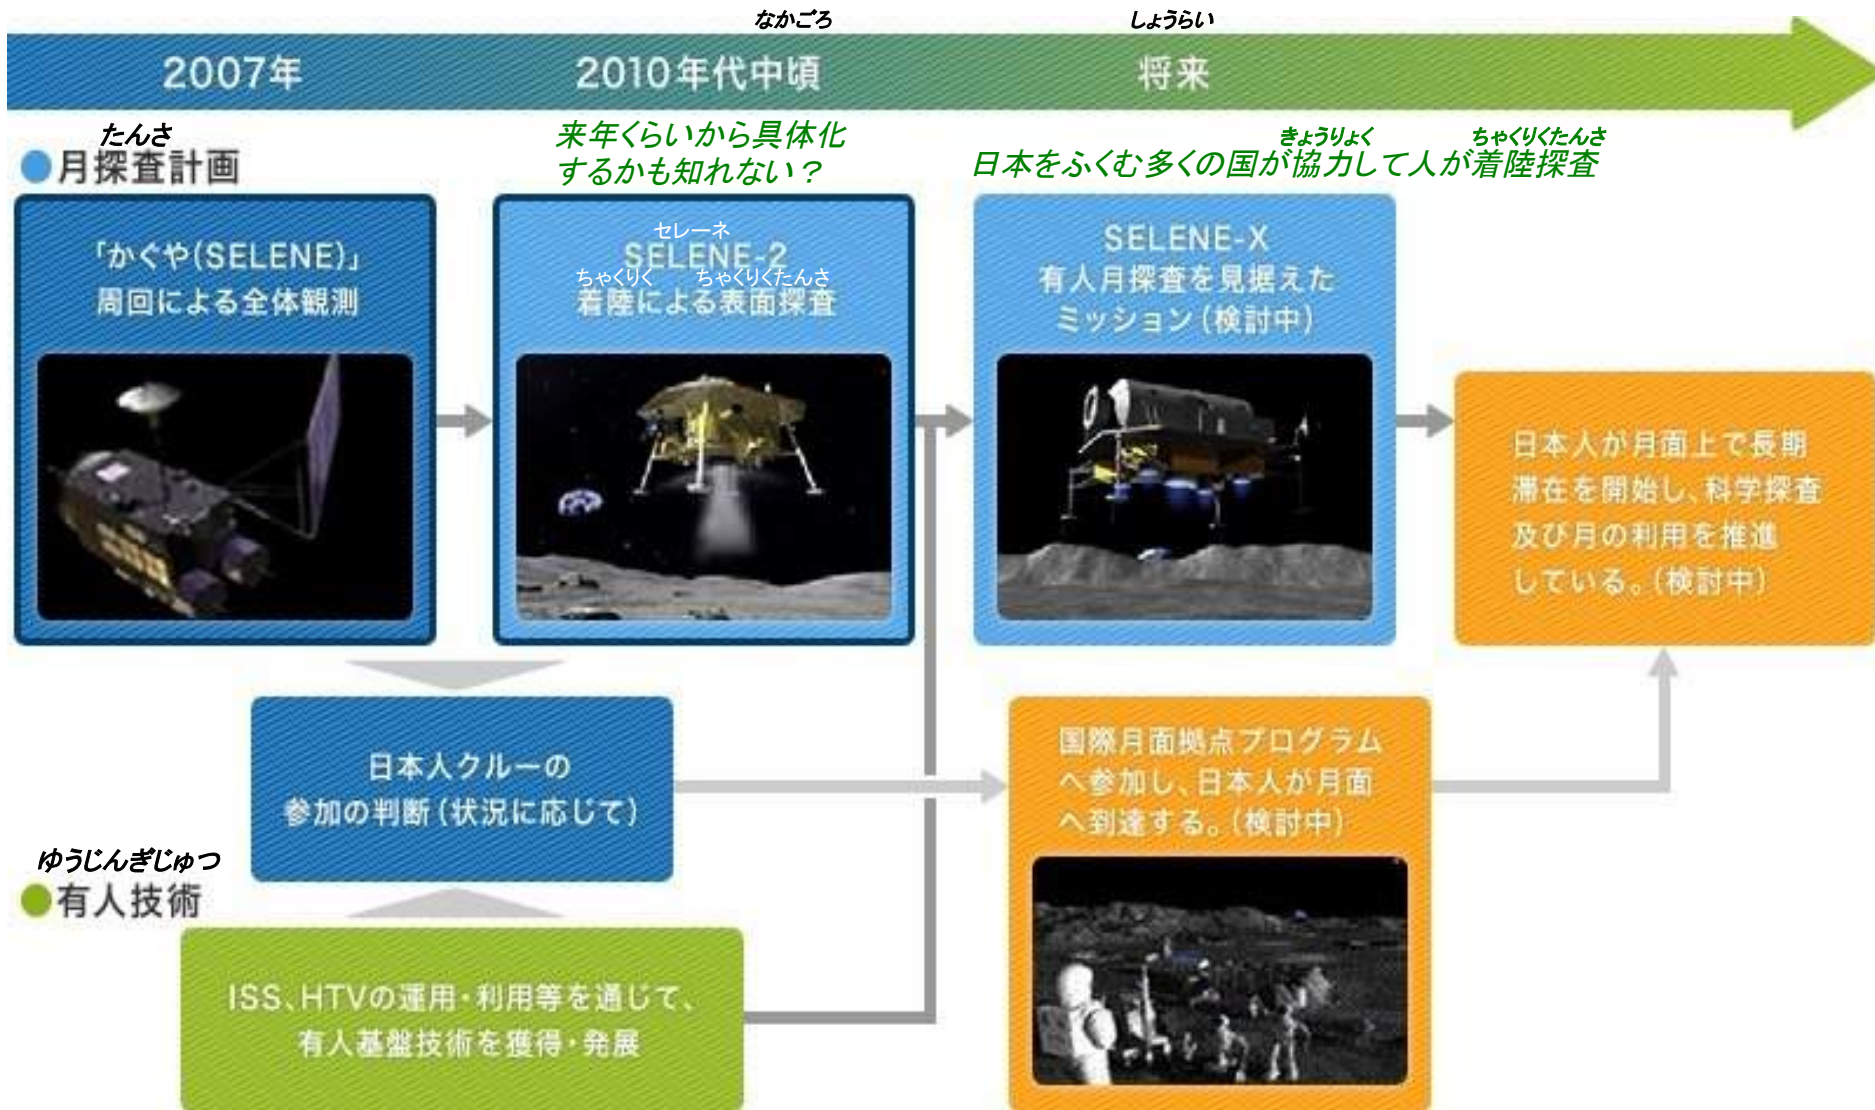 なかごろ
しょうらい
2007年
2010年代中頃
将来
たんさ
●月探査計画
来年くらいから具体化
するかも知れない？
きょうりょく
ちゃくりくたんさ
日本をふくむ多くの国が協力して人が着陸探査
「かぐや(SELENE)」
周回による全体観測
セレーネ
SELENE-2
ちゃくりく
ちゃくりくたんさ
着陸による表面探査
SELENE-X
有人月探査を見据えた
ミッション(検討中)
日本人が月面上で長期
滞在を開始し、科学探査
及び月の利用を推進
している。(検討中)
日本人クルーの
参加の判断(状況に応じて)
国際月面拠点プログラム
へ参加し、日本人が月面
へ到達する。(検討中)
ゆうじんぎじゅつ
●有人技術
ISS、HTVの運用・利用等を通じて、
有人基盤技術を獲得・発展